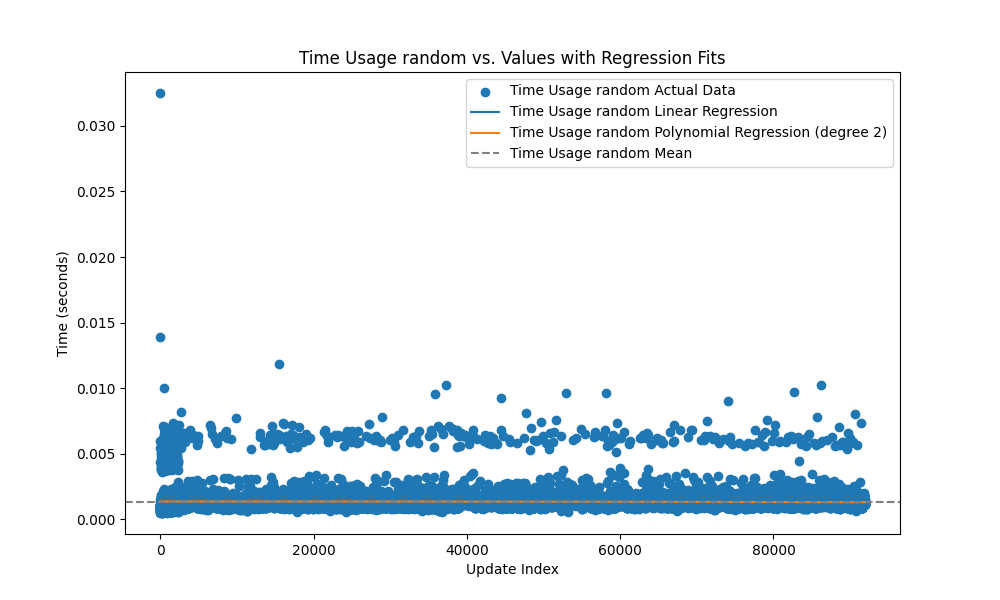 Time Usage random vs. Values with Regression Fits
Time Usage random Actual Data
Time Usage random Linear Regression
Time Usage random Polynomial Regression (degree 2)
Time Usage random Mean
Time (seconds)
0.030
0.025
0.020
0.015
0.010
0.005
0.000
0 20000 40000 60000 80000
Update Index